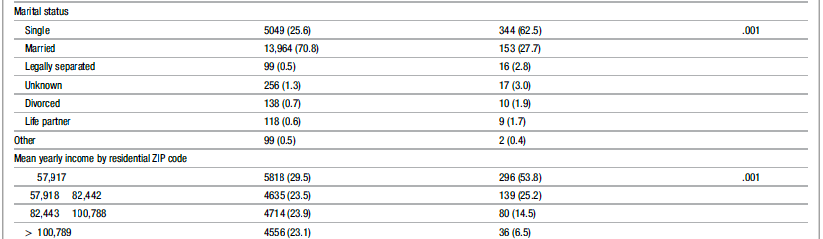 Marital status
Single 5049 (25.6) 344 (62.5) .001
Married 13,964 (70.8) 153 (27.7)
Legally separated 99 (0.5) 16 (2.8)
Unknown 256 (1.3) 17 (3.0)
Divorced 138 (0.7) 10 (1.9)
Life partner 118 (0.6) 9 (1.7)
Other 99 (0.5) 2 (0.4)
Mean yearly income by residential ZIP code
57,917 5818 (29.5) 296 (53.8) .001
57,918 82,442 4635 (23.5) 139 (25.2)
82,443 100,788 4714 (23.9) 80 (14.5)
> 100,789 4556 (23.1) 36 (6.5)